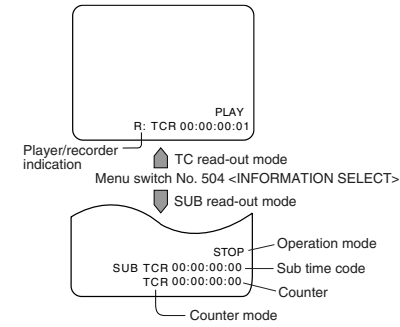 PLAY
R: TCR 00:00:00:01
Player/recorder
indication
TC read-out mode
Menu switch No. 504 <INFORMATION SELECT>
SUB read-out mode
STOP
Operation mode
SUB TCR 00:00:00:00
Sub time code
TCR 00:00:00:00
Counter
Counter mode